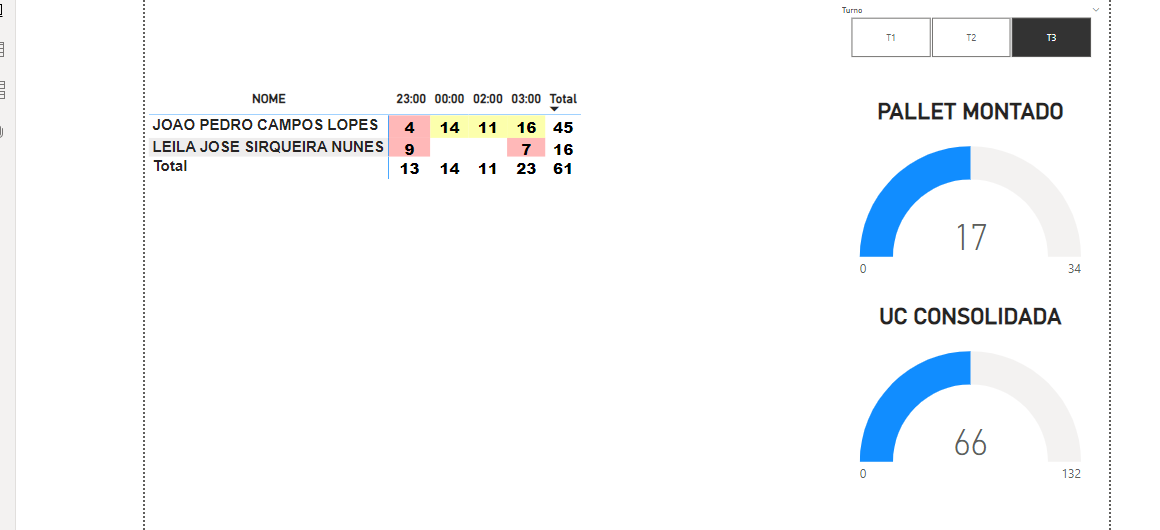 Turno
T1 T2 T3
NOME 23:00 00:00 02:00 03:00 Total
JOAO PEDRO CAMPOS LOPES 4 14 11 16 45
LEILA JOSE SIRQUEIRA NUNES 9 7 16
Total 13 14 11 23 61
PALLET MONTADO
17
0 34
UC CONSOLIDADA
66
0 132